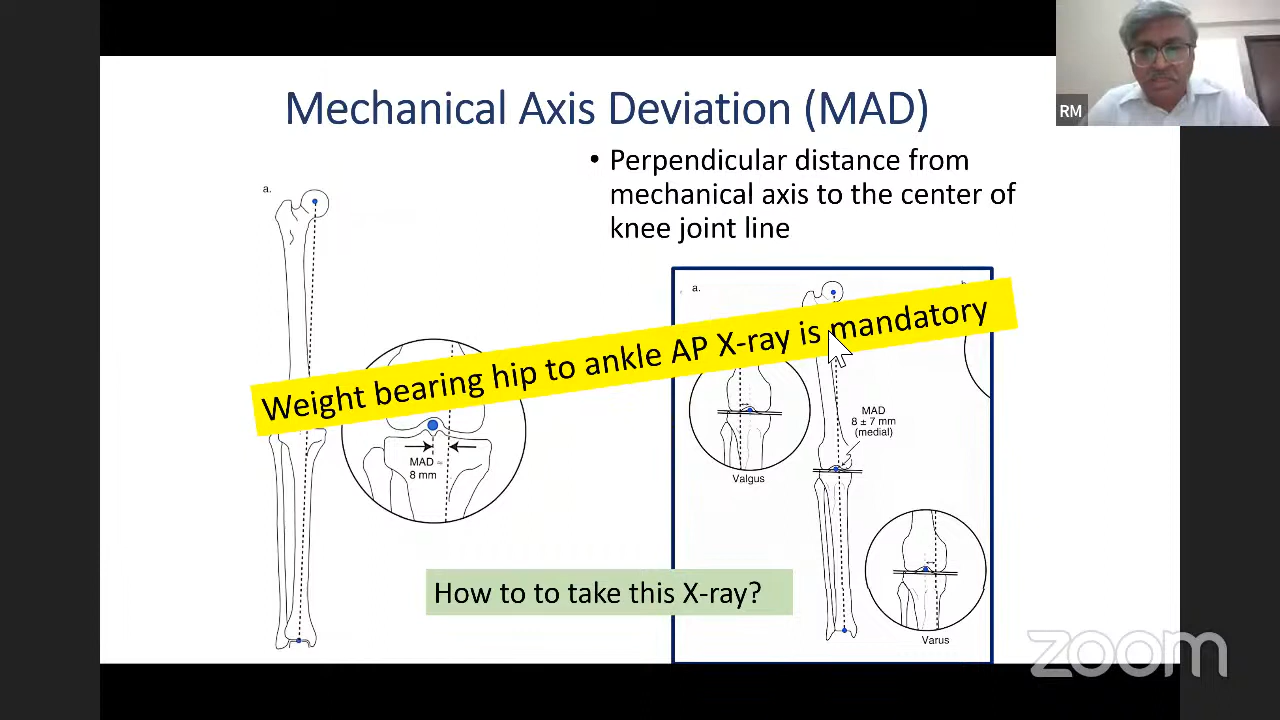 Mechanical Axis Deviation (MAD)
RM
• Perpendicular distance from
mechanical axis to the center of
knee joint line
a.
a.
Weight bearing hip to ankle AP X-ray is mandatory
MAD
8 ± 7 mm
(medial)
MAD =
8 mm
Valgus
How to to take this X-ray?
Varus
zoom